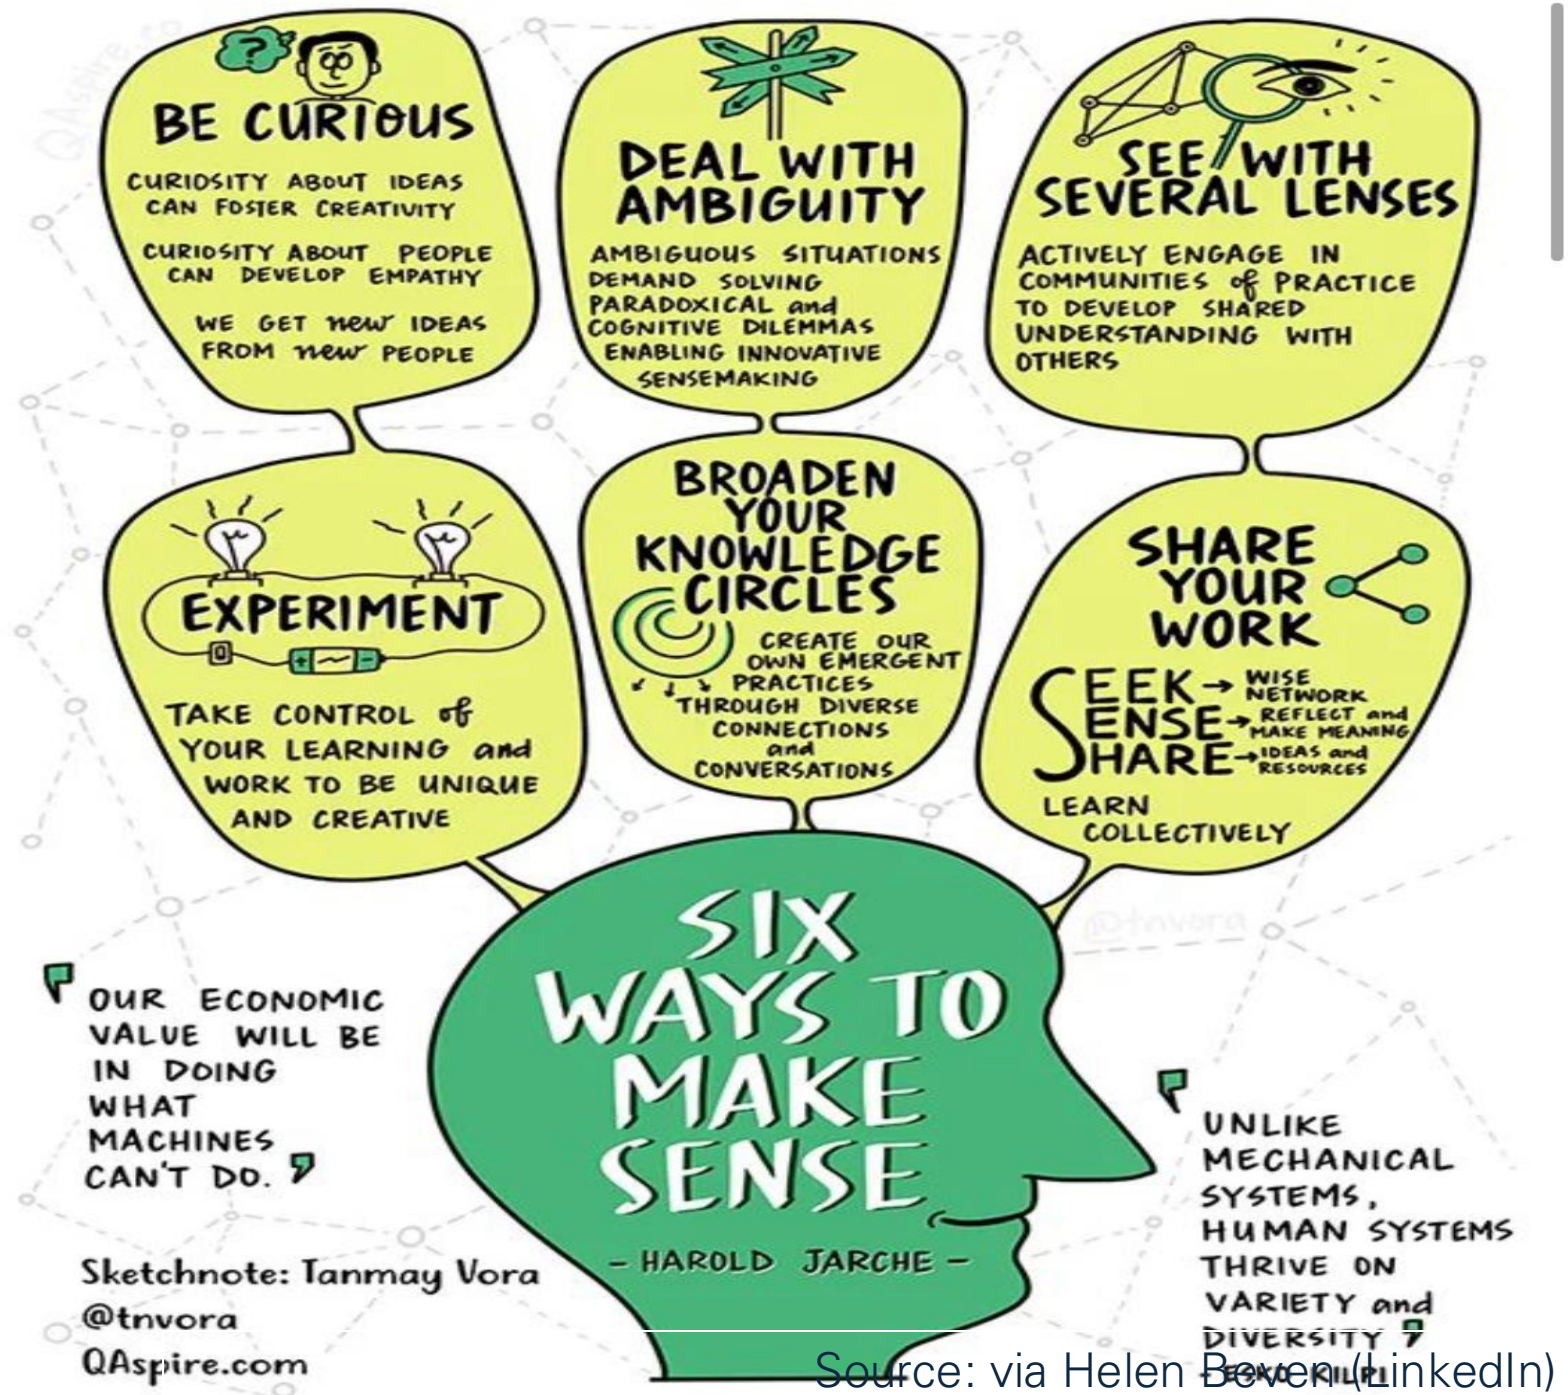 ?
BE CURIOUS
CURIOSITY ABOUT IDEAS
CAN FOSTER CREATIVITY
CURIOSITY ABOUT PEOPLE
CAN DEVELOP EMPATHY
WE GET new IDEAS
FROM new PEOPLE
DEAL WITH
AMBIGUITY
AMBIGUOUS SITUATIONS
DEMAND SOLVING
PARADOXICAL and
COGNITIVE DILEMMAS
ENABLING INNOVATIVE
SENSEMAKING
SEE WITH
SEVERAL LENSES
ACTIVELY ENGAGE IN
COMMUNITIES of PRACTICE
TO DEVELOP SHARED
UNDERSTANDING WITH
OTHERS
EXPERIMENT
+ -
TAKE CONTROL of
YOUR LEARNING and
WORK TO BE UNIQUE
AND CREATIVE
BROADEN
YOUR
KNOWLEDGE
CIRCLES
CREATE OUR
OWN EMERGENT
PRACTICES
THROUGH DIVERSE
CONNECTIONS
and
CONVERSATIONS
SHARE
YOUR
WORK
SEEK → WISE
NETWORK
SENSE → REFLECT and
MAKE MEANING
SHARE → IDEAS and
RESOURCES
LEARN
COLLECTIVELY
SIX
WAYS TO
MAKE
SENSE
- HAROLD JARCHE -
"OUR ECONOMIC
VALUE WILL BE
IN DOING
WHAT
MACHINES
CAN'T DO."
Sketchnote: Tanmay Vora
@tnvora
QAspire.com
@tnvora
"UNLIKE
MECHANICAL
SYSTEMS,
HUMAN SYSTEMS
THRIVE ON
VARIETY and
DIVERSITY"
- ESKO KILPI
Source: via Helen Beven (LinkedIn)
QAspire.co